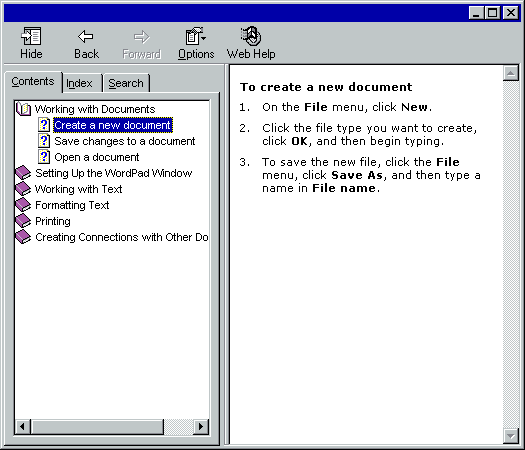 Hide Back Forward Options Web Help
Contents Index Search
Working with Documents
Create a new document
Save changes to a document
Open a document
Setting Up the WordPad Window
Working with Text
Formatting Text
Printing
Creating Connections with Other Do
To create a new document
1. On the File menu, click New.
2. Click the file type you want to create,
click OK, and then begin typing.
3. To save the new file, click the File
menu, click Save As, and then type a
name in File name.